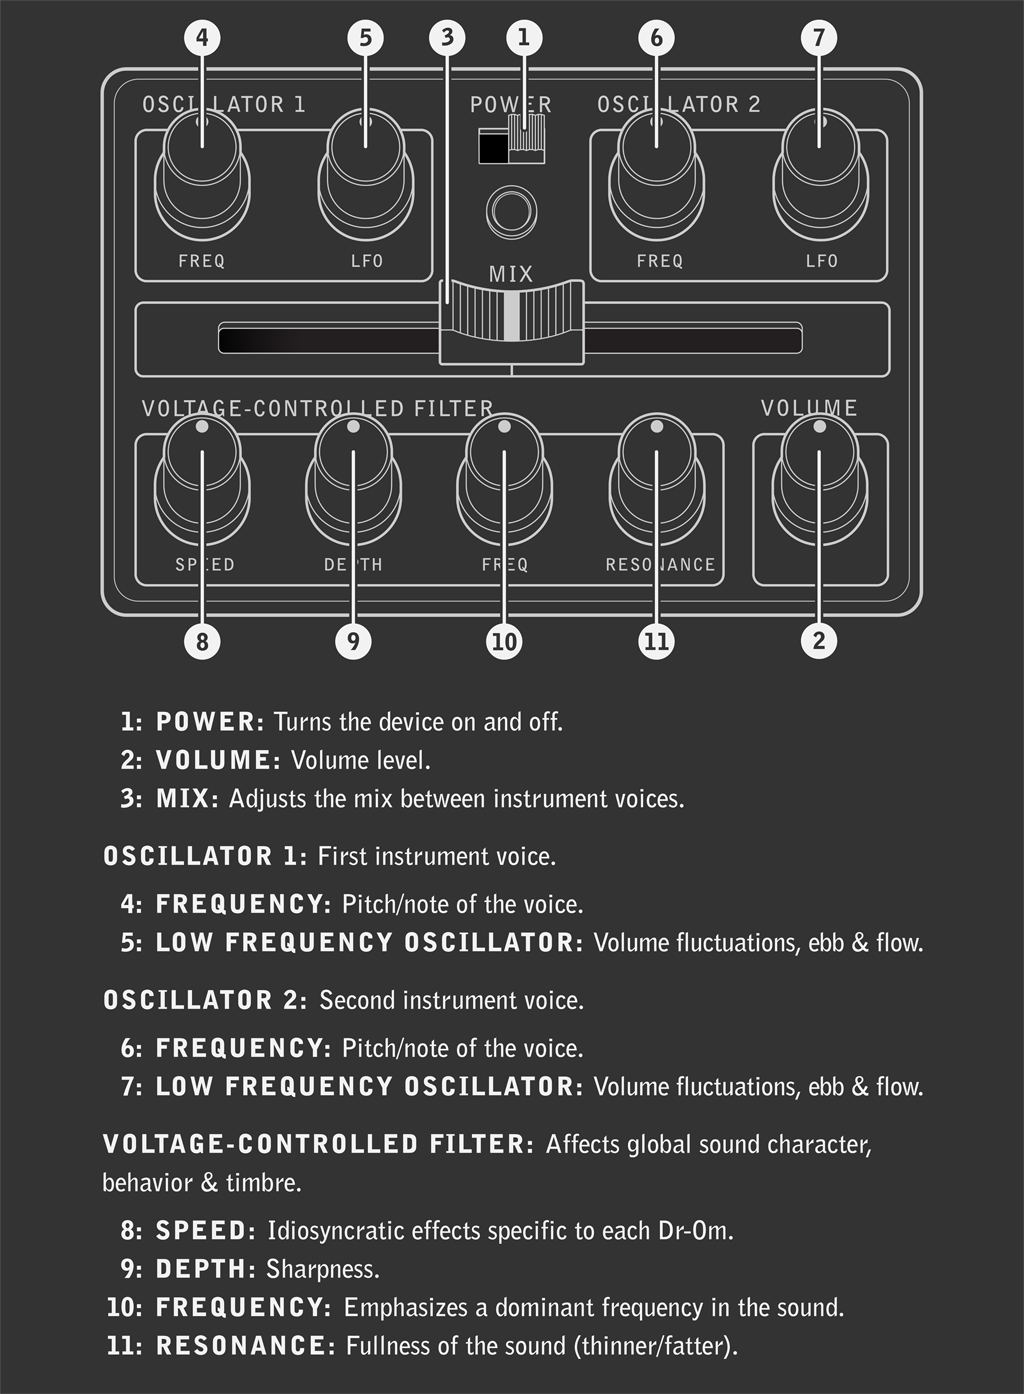 4 5 3 1 6 7
OSCILLATOR 1 POWER OSCILLATOR 2
FREQ LFO FREQ LFO
MIX
VOLTAGE-CONTROLLED FILTER VOLUME
SPEED DEPTH FREQ RESONANCE
8 9 10 11 2
1: POWER: Turns the device on and off.
2: VOLUME: Volume level.
3: MIX: Adjusts the mix between instrument voices.
OSCILLATOR 1: First instrument voice.
4: FREQUENCY: Pitch/note of the voice.
5: LOW FREQUENCY OSCILLATOR: Volume fluctuations, ebb & flow.
OSCILLATOR 2: Second instrument voice.
6: FREQUENCY: Pitch/note of the voice.
7: LOW FREQUENCY OSCILLATOR: Volume fluctuations, ebb & flow.
VOLTAGE-CONTROLLED FILTER: Affects global sound character,
behavior & timbre.
8: SPEED: Idiosyncratic effects specific to each Dr-Om.
9: DEPTH: Sharpness.
10: FREQUENCY: Emphasizes a dominant frequency in the sound.
11: RESONANCE: Fullness of the sound (thinner/fatter).